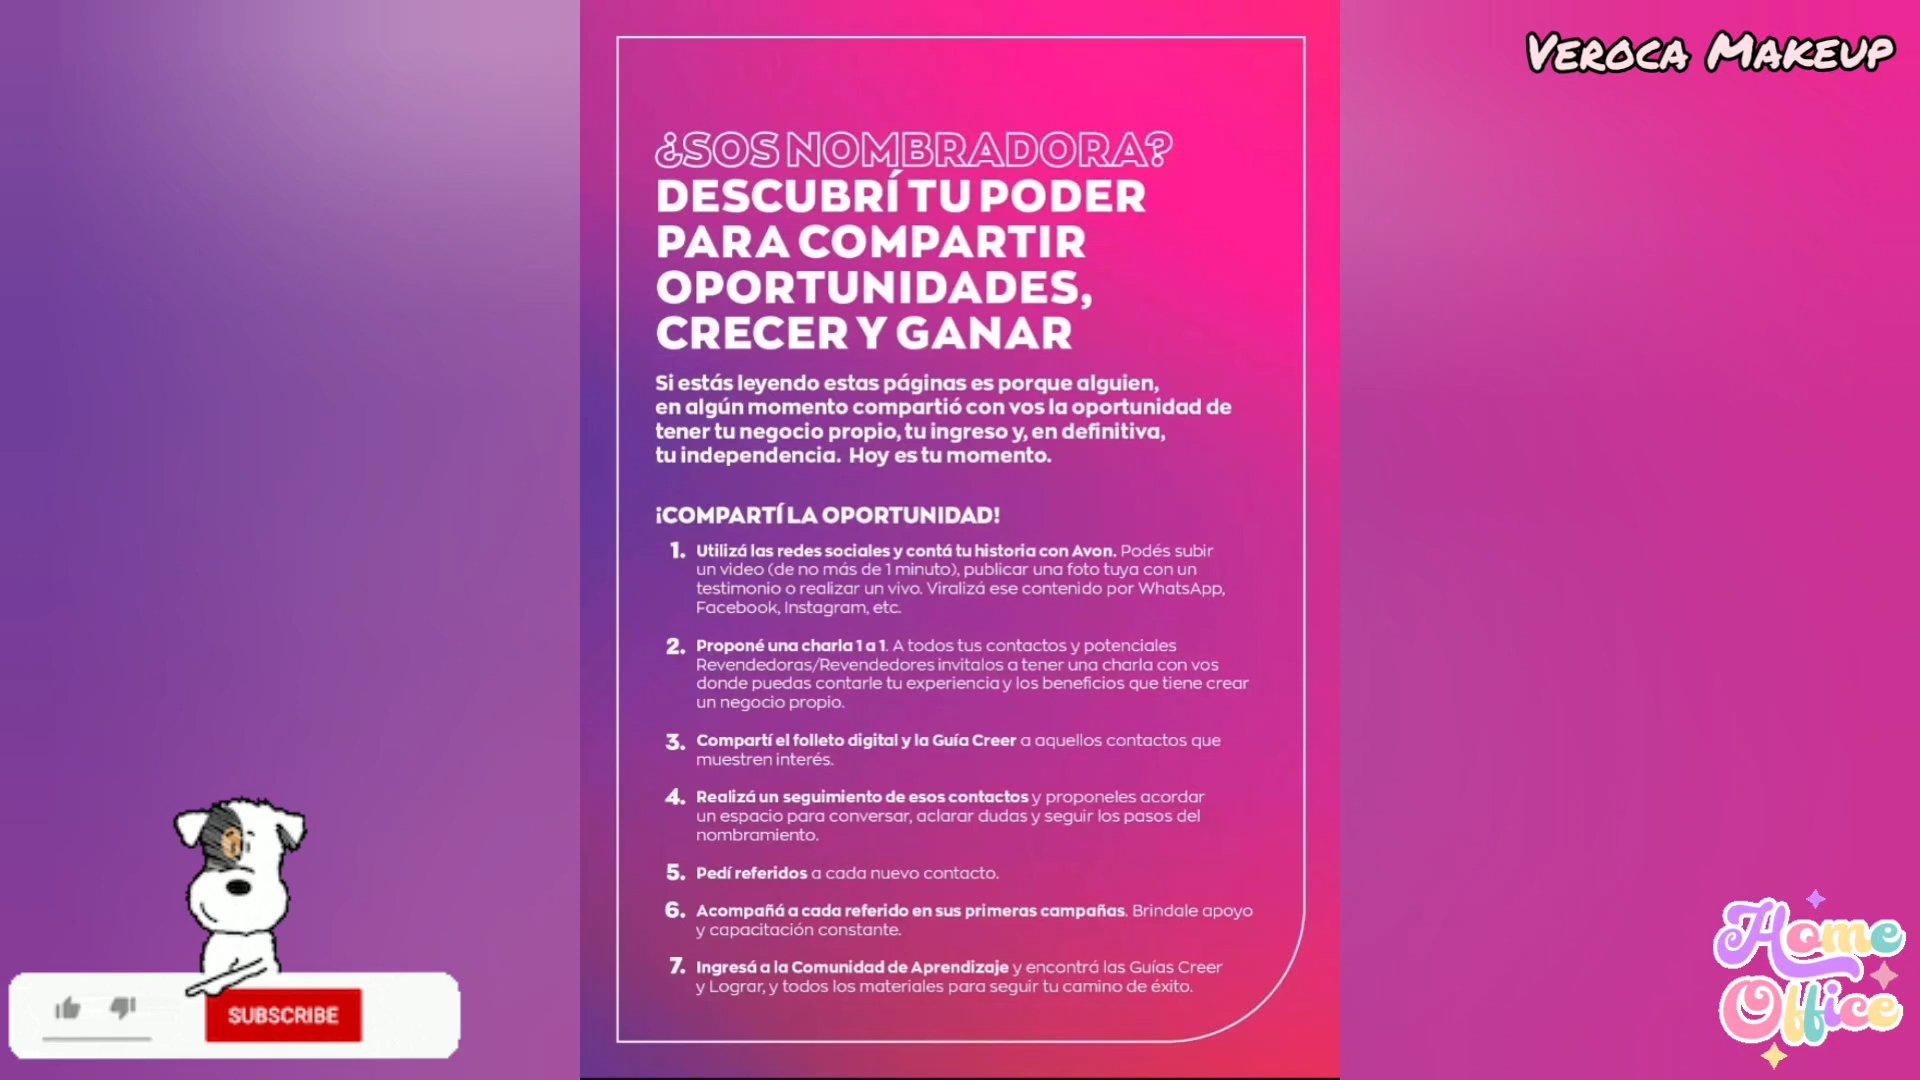 VEROCA MAKEUP
¿SOS NOMBRADORA?
DESCUBRÍ TU PODER
PARA COMPARTIR
OPORTUNIDADES,
CRECER Y GANAR
Si estás leyendo estas páginas es porque alguien,
en algún momento compartió con vos la oportunidad de
tener tu negocio propio, tu ingreso y, en definitiva,
tu independencia. Hoy es tu momento.
¡COMPARTÍ LA OPORTUNIDAD!
1. Utilizá las redes sociales y contá tu historia con Avon. Podés subir
un video (de no más de 1 minuto), publicar una foto tuya con un
testimonio o realizar un vivo. Viralizá ese contenido por WhatsApp,
Facebook, Instagram, etc.
2. Proponé una charla 1 a 1. A todos tus contactos y potenciales
Revendedoras/Revendedores invitalos a tener una charla con vos
donde puedas contarle tu experiencia y los beneficios que tiene crear
un negocio propio.
3. Compartí el folleto digital y la Guía Creer a aquellos contactos que
muestren interés.
4. Realizá un seguimiento de esos contactos y proponeles acordar
un espacio para conversar, aclarar dudas y seguir los pasos del
nombramiento.
5. Pedí referidos a cada nuevo contacto.
6. Acompañá a cada referido en sus primeras campañas. Brindale apoyo
y capacitación constante.
7. Ingresá a la Comunidad de Aprendizaje y encontrá las Guías Creer
y Lograr, y todos los materiales para seguir tu camino de éxito.
SUBSCRIBE
Home
Office